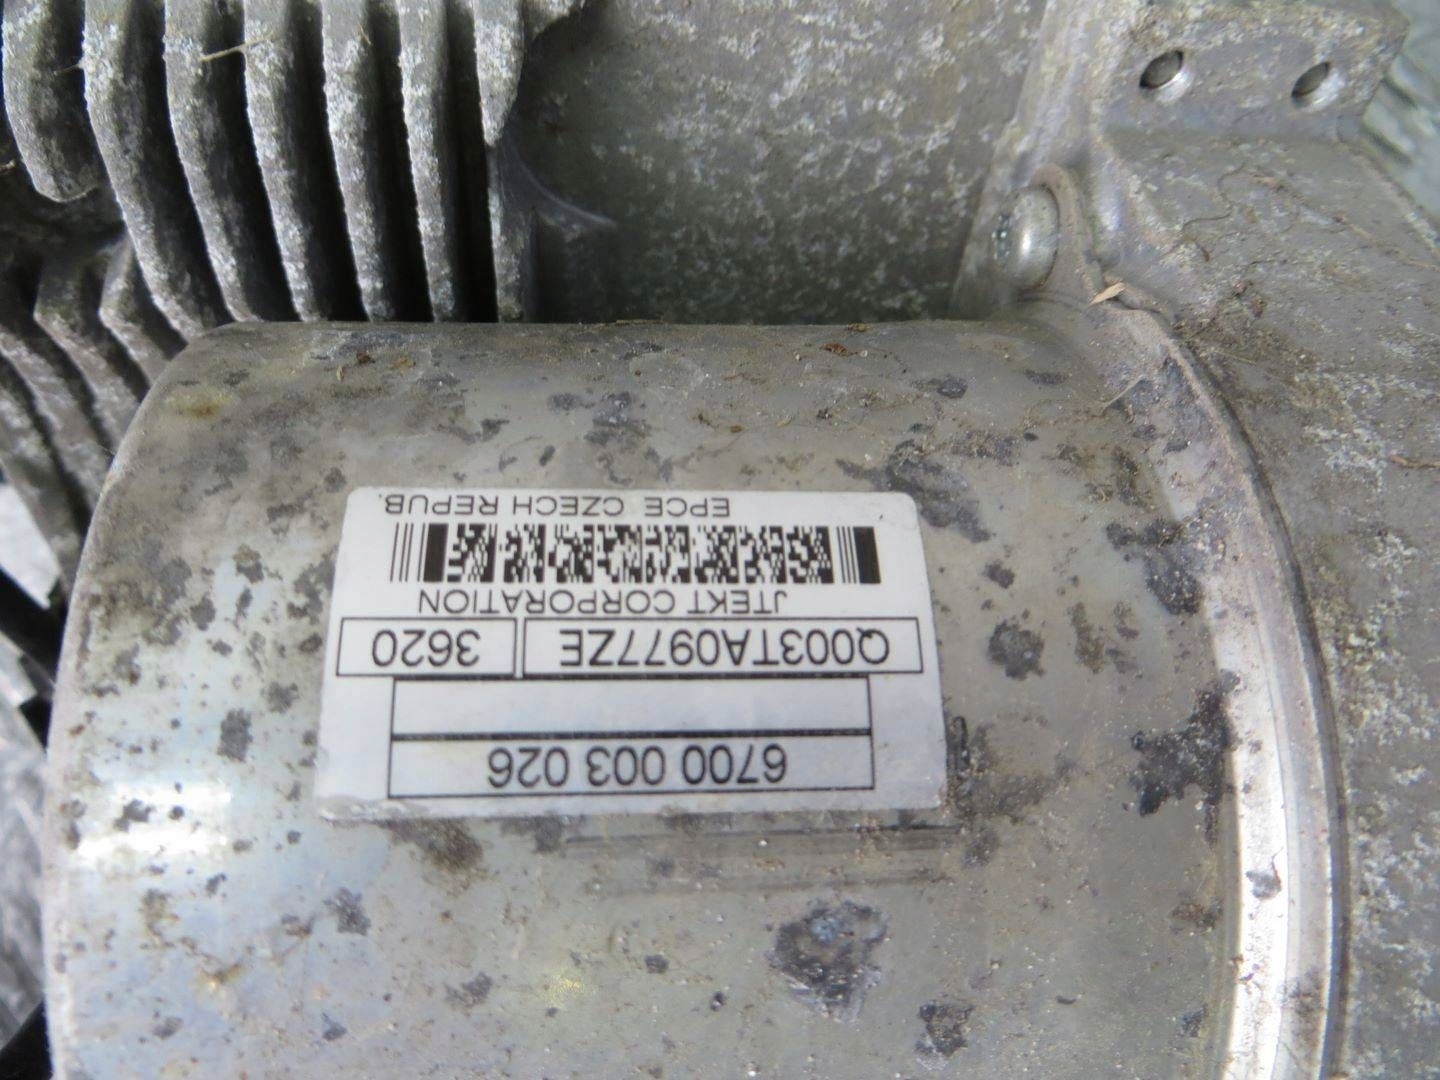 6700 003 026
Q003TA0977ZE 3620
JTEKT CORPORATION
EPCE CZECH REPUB.